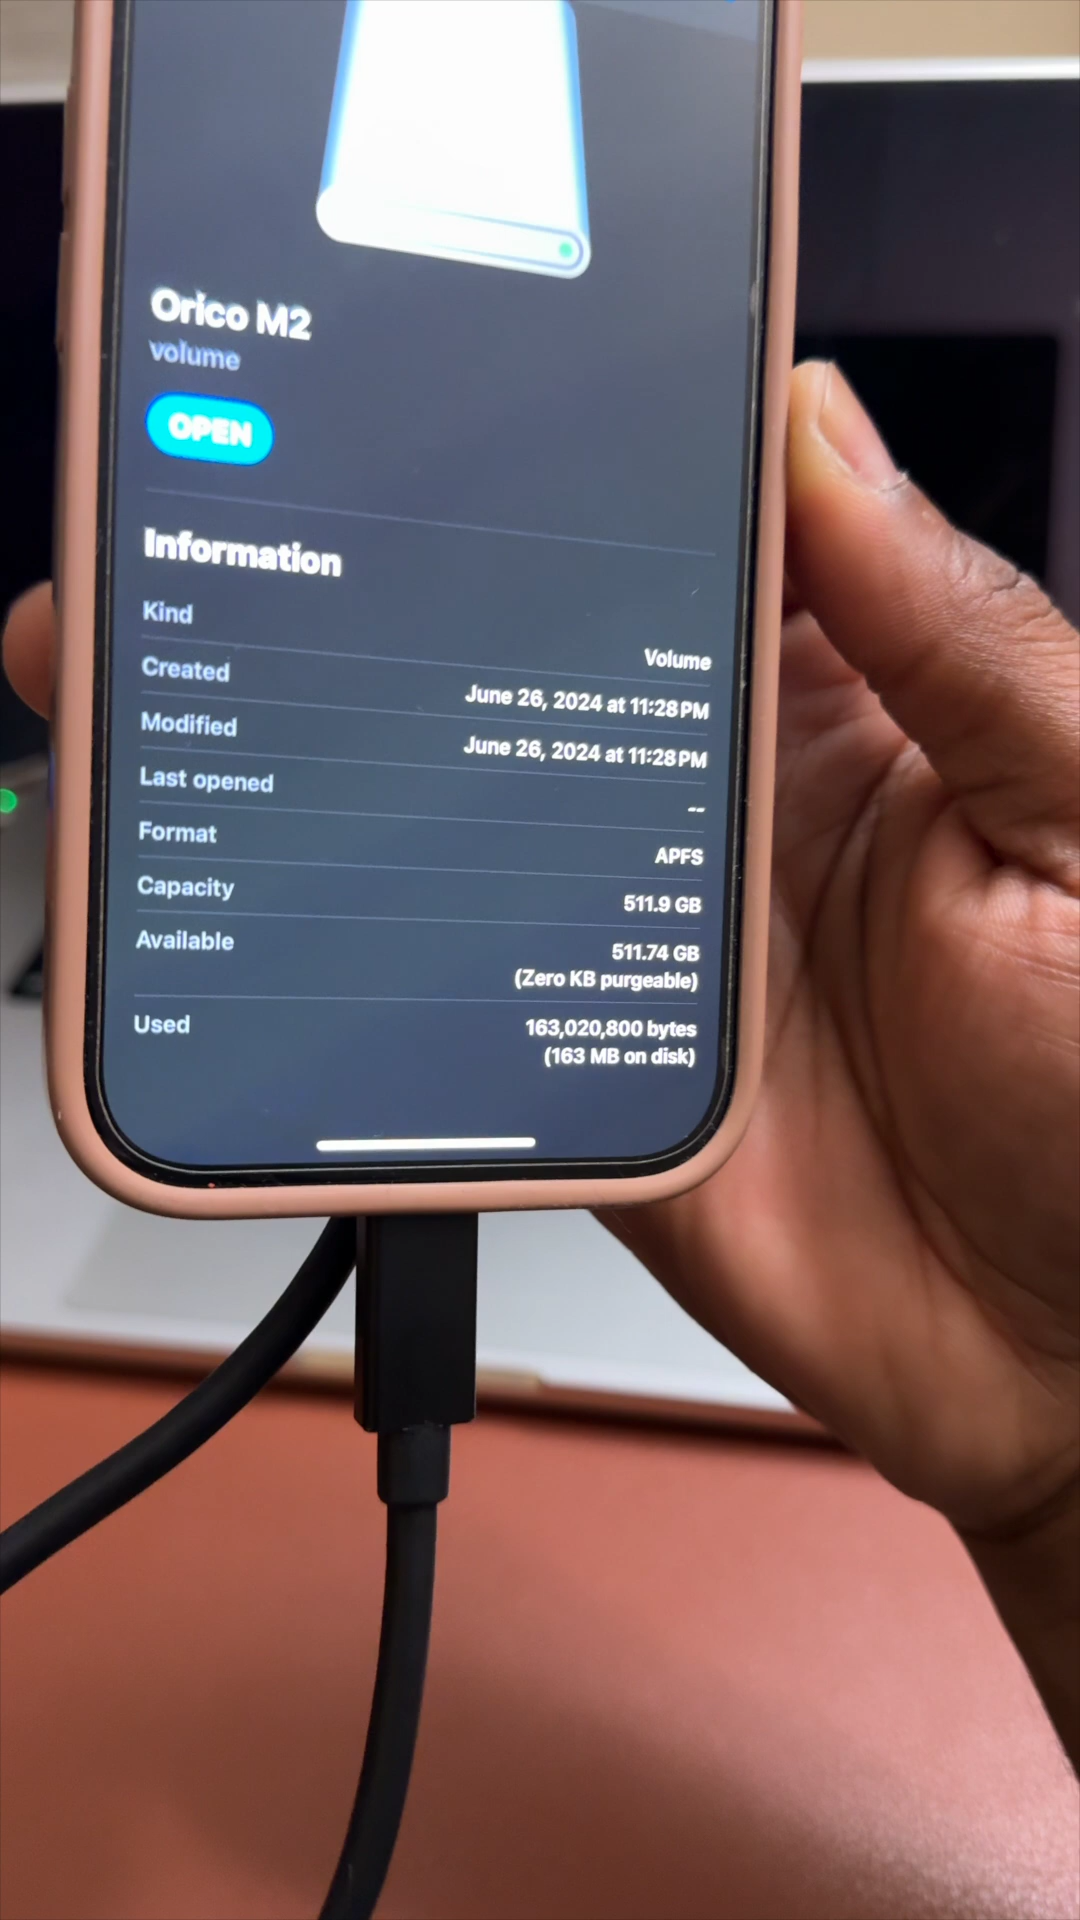 Orico M2
volume
OPEN
Information
Kind
Volume
Created
June 26, 2024 at 11:28 PM
Modified
June 26, 2024 at 11:28 PM
Last opened
--
Format
APFS
Capacity
511.9 GB
Available
511.74 GB
(Zero KB purgeable)
Used
163,020,800 bytes
(163 MB on disk)